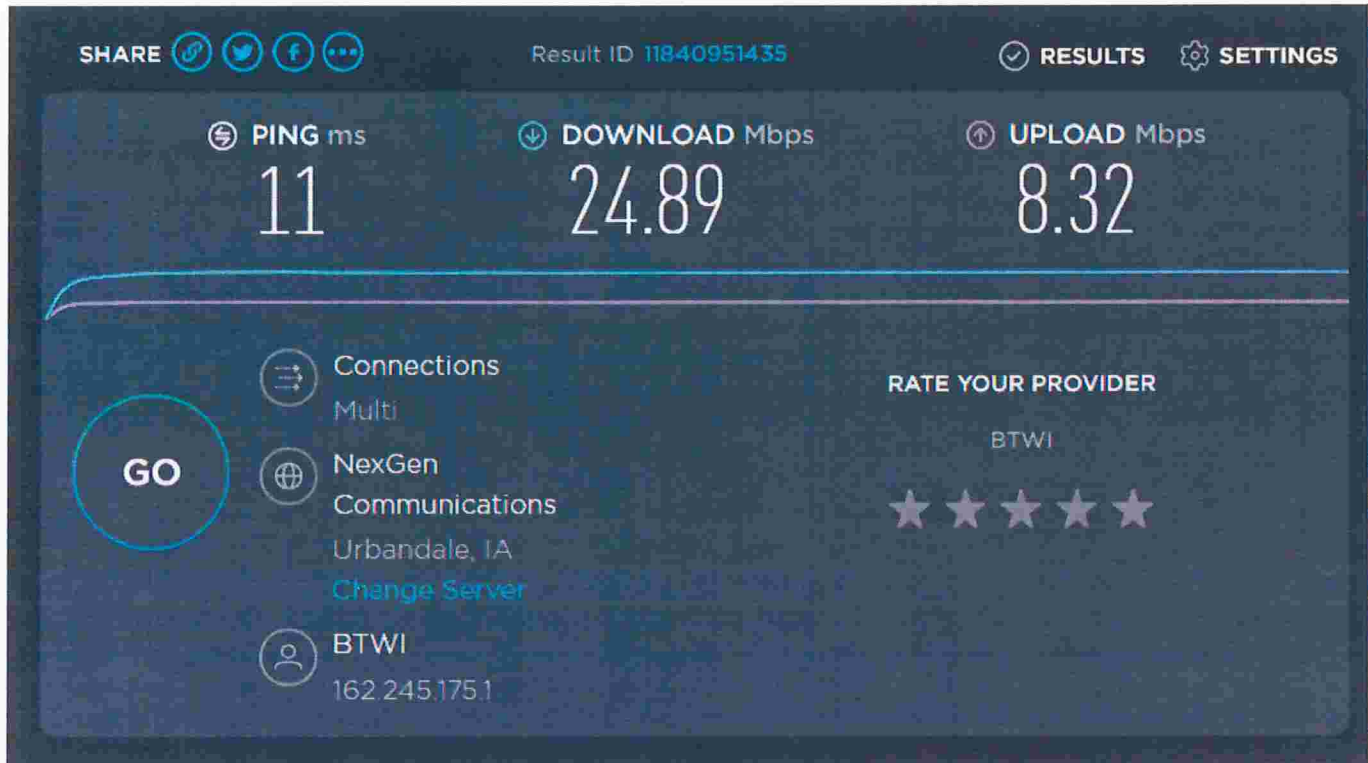 SHARE
Result ID 11840951435
RESULTS
SETTINGS
PING ms
11
DOWNLOAD Mbps
24.89
UPLOAD Mbps
8.32
GO
Connections
Multi
NexGen
Communications
Urbandale, IA
Change Server
BTWI
162.245.175.1
RATE YOUR PROVIDER
BTWI